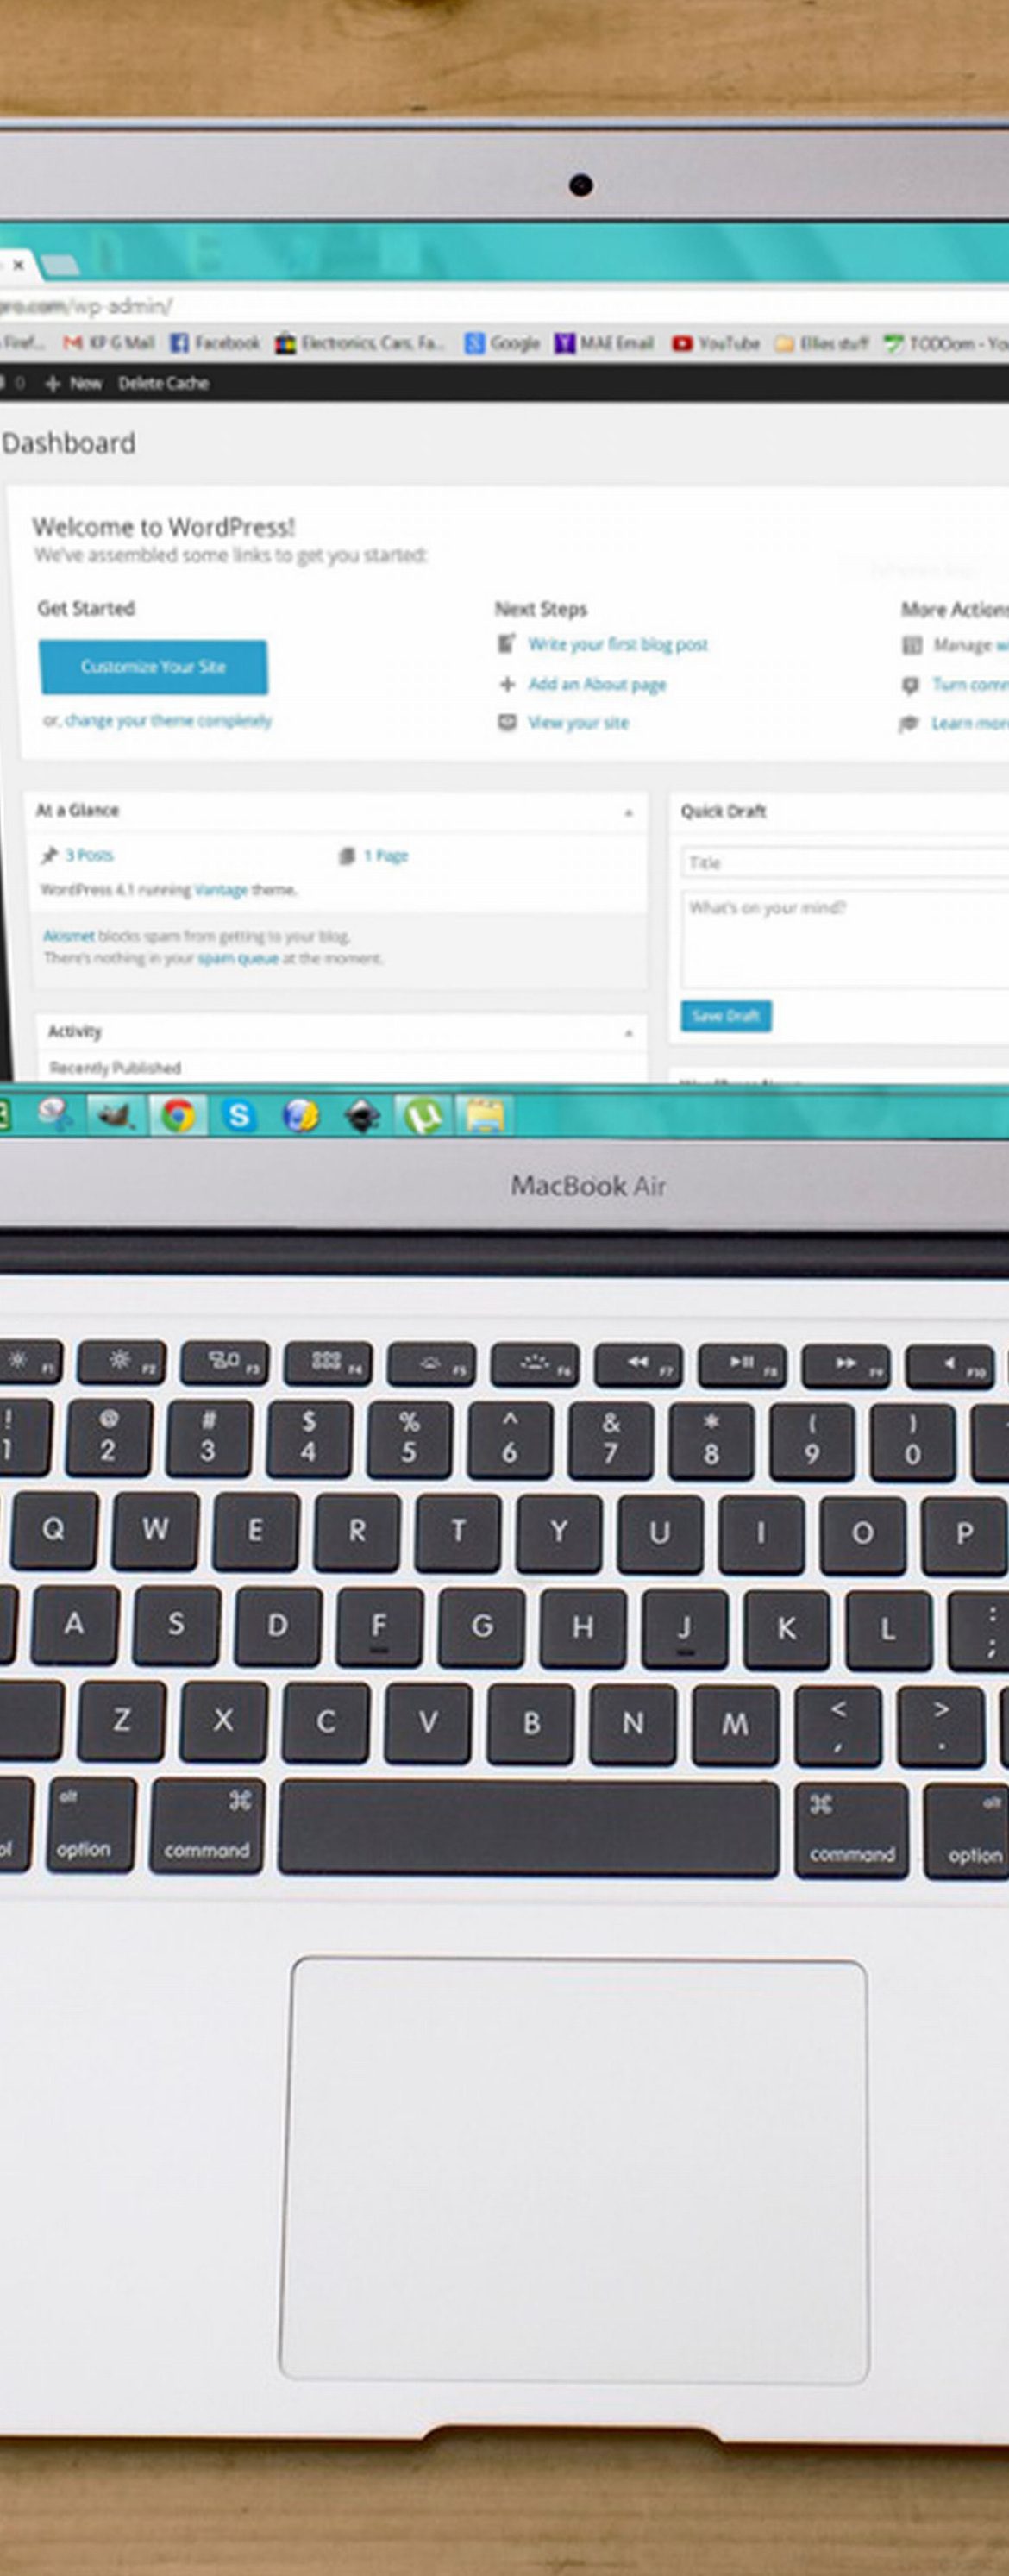 pro.com/wp-admin/
Firef... KP G Mail Facebook Electronics, Cars, Fa... Google MAE Email YouTube Ellies stuff TODOom - You
0 + New Delete Cache
Dashboard
Welcome to WordPress!
We've assembled some links to get you started:
Get Started
Customize Your Site
or, change your theme completely
Next Steps
Write your first blog post
+ Add an About page
View your site
More Actions
Manage wi
Turn comm
Learn mor
At a Glance
3 Posts 1 Page
WordPress 4.1 running Vantage theme.
Akismet blocks spam from getting to your blog.
There's nothing in your spam queue at the moment.
Activity
Recently Published
Quick Draft
Title
What's on your mind?
Save Draft
S
MacBook Air
F1 F2 F3 F4 F5 F6 F7 F8 F9 F10
! @ # $ % ^ & * ( )
1 2 3 4 5 6 7 8 9 0
Q W E R T Y U I O P
A S D F G H J K L : ;
Z X C V B N M < , > .
alt ⌘ ⌘ alt
ol option command command option